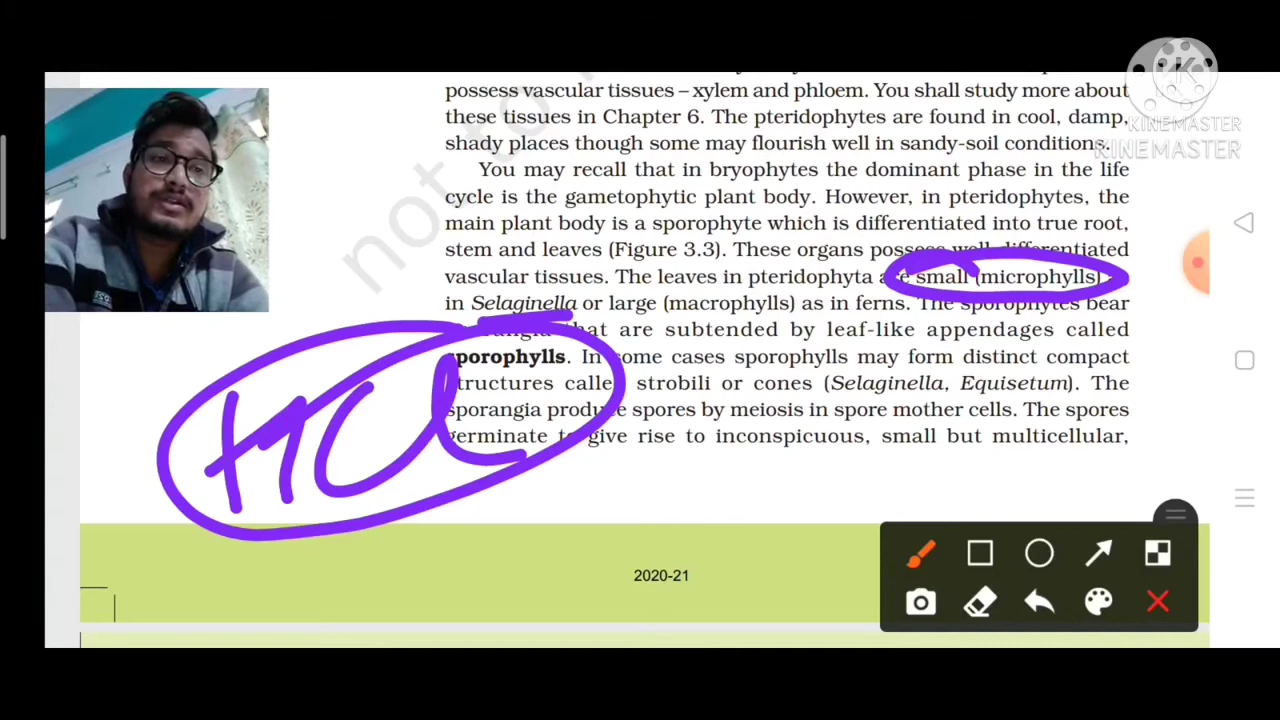 possess vascular tissues – xylem and phloem. You shall study more about
these tissues in Chapter 6. The pteridophytes are found in cool, damp,
shady places though some may flourish well in sandy-soil conditions.
You may recall that in bryophytes the dominant phase in the life
cycle is the gametophytic plant body. However, in pteridophytes, the
main plant body is a sporophyte which is differentiated into true root,
stem and leaves (Figure 3.3). These organs possess well differentiated
vascular tissues. The leaves in pteridophyta are small (microphylls)
in Selaginella or large (macrophylls) as in ferns. The sporophytes bear
that are subtended by leaf-like appendages called
sporophylls. In some cases sporophylls may form distinct compact
structures called strobili or cones (Selaginella, Equisetum). The
sporangia produce spores by meiosis in spore mother cells. The spores
germinate to give rise to inconspicuous, small but multicellular,
not to
2020-21
KINEMASTER
KINEMASTER